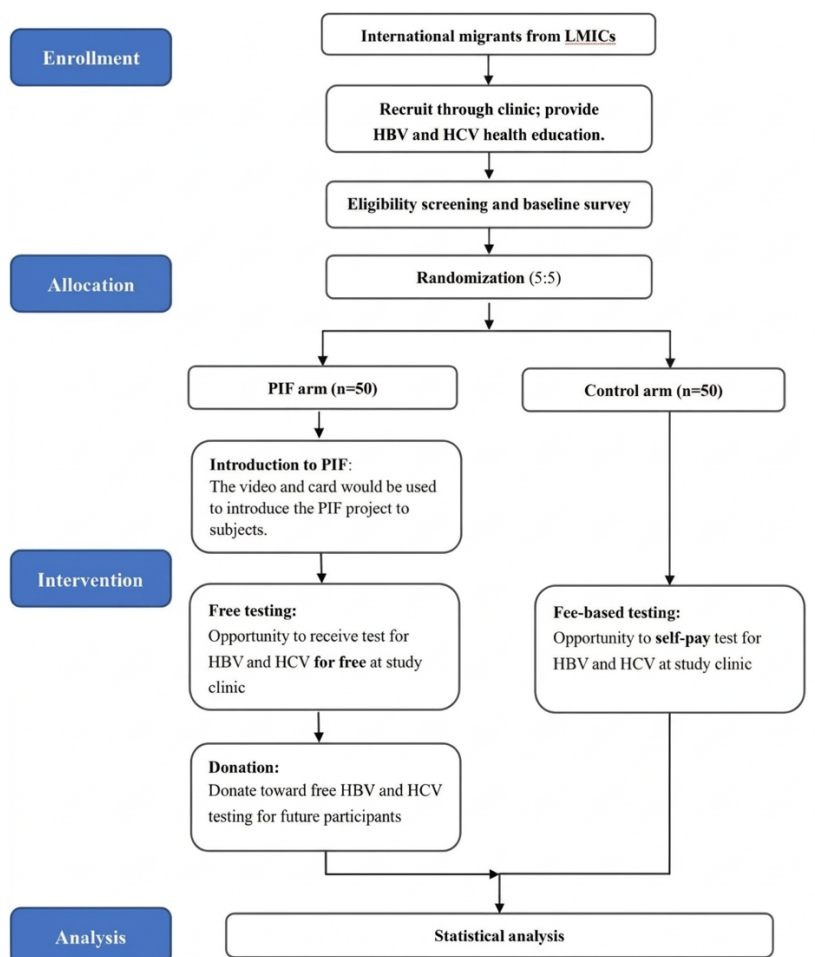 Enrollment
International migrants from LMICs
Recruit through clinic; provide
HBV and HCV health education.
Eligibility screening and baseline survey
Allocation
Randomization (5:5)
PIF arm (n=50)
Control arm (n=50)
Introduction to PIF:
The video and card would be used
to introduce the PIF project to
subjects.
Intervention
Free testing:
Opportunity to receive test for
HBV and HCV for free at study
clinic
Fee-based testing:
Opportunity to self-pay test for
HBV and HCV at study clinic
Donation:
Donate toward free HBV and HCV
testing for future participants
Analysis
Statistical analysis